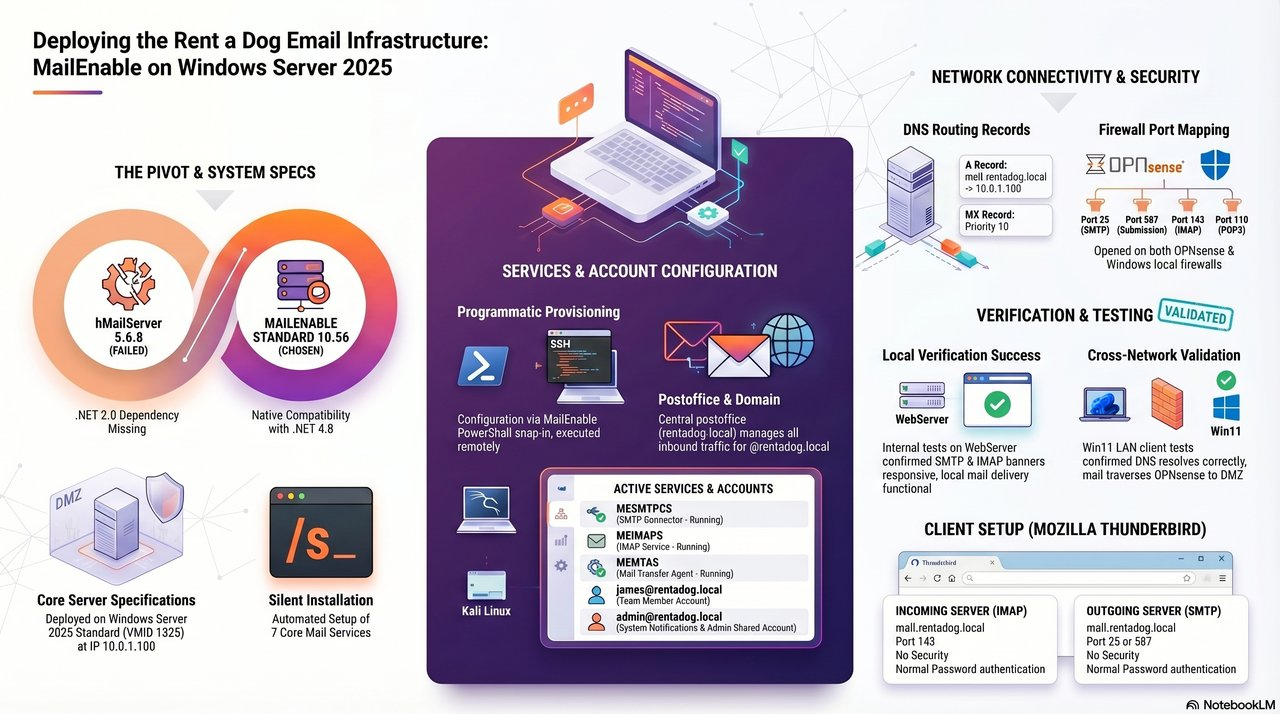 Deploying the Rent a Dog Email Infrastructure:
MailEnable on Windows Server 2025
THE PIVOT & SYSTEM SPECS
hMailServer
5.6.8
(FAILED)
.NET 2.0 Dependency
Missing
MAILENABLE
STANDARD 10.56
(CHOSEN)
Native Compatibility
with .NET 4.8
DMZ
Core Server Specifications
Deployed on Windows Server
2025 Standard (VMID 1325)
at IP 10.0.1.100
/s_
Silent Installation
Automated Setup of
7 Core Mail Services
SERVICES & ACCOUNT CONFIGURATION
Programmatic Provisioning
SSH
Configuration via MailEnable
PowerShall snap-in, executed
remotely
Postoffice & Domain
Central postoffice
(rentadog·local) manages all
inbound traffic for @rentadog.local
Kali Linux
ACTIVE SERVICES & ACCOUNTS
MESMTPCS
(SMTP Gonnector - Running)
MEIMAPS
(IMAP Service - Running)
MEMTAS
(Mail Transfer Agent - Running)
james@rentadog.local
(Team Member Account)
admin@rentadog.local
(System Notifications & Admin Shared Account)
NETWORK CONNECTIVITY & SECURITY
DNS Routing Records
A Record:
mell rentadog.local
-> 10.0.1.100
MX Record:
Priority 10
Firewall Port Mapping
OPNsense
Port 25
(SMTP)
Port 587
(Submission)
Port 143
(IMAP)
Port 110
(POP3)
Opened on both OPNsense &
Windows local firewalls
VERIFICATION & TESTING
VALIDATED
Local Verification Success
WebServer
Internal tests on WebServer
confirmed SMTP & IMAP banners
responsive, local mail delivery
functional
Cross-Network Validation
Win11
Win11 LAN client tests
confirmed DNS resolves correctly,
mail traverses OPNsense to DMZ
CLIENT SETUP (MOZILLA THUNDERBIRD)
INCOMING SERVER (IMAP)
mall.rentadog.local
Port 143
No Security
Normal Password authentication
OUTGOING SERVER (SMTP)
mall.rentadog.local
Port 25 or 587
No Security
Normal Password authentication
NotebookLM